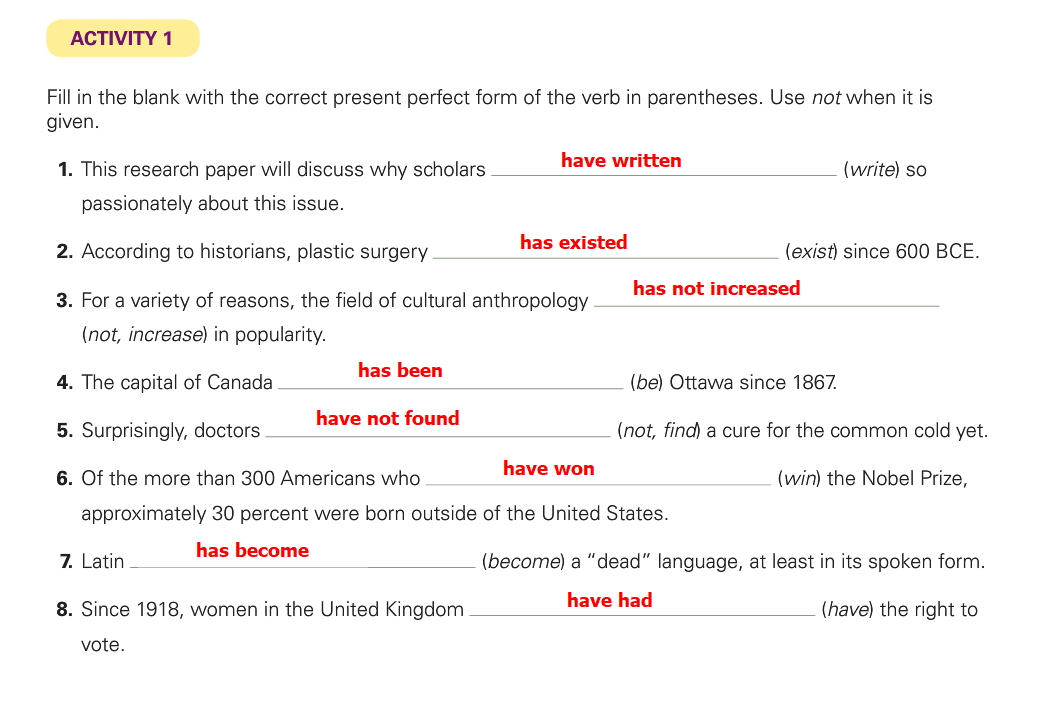 ACTIVITY 1
Fill in the blank with the correct present perfect form of the verb in parentheses. Use not when it is
given.
1. This research paper will discuss why scholars have written (write) so
passionately about this issue.
2. According to historians, plastic surgery has existed (exist) since 600 BCE.
3. For a variety of reasons, the field of cultural anthropology has not increased
(not, increase) in popularity.
4. The capital of Canada has been (be) Ottawa since 1867.
5. Surprisingly, doctors have not found (not, find) a cure for the common cold yet.
6. Of the more than 300 Americans who have won (win) the Nobel Prize,
approximately 30 percent were born outside of the United States.
7. Latin has become (become) a “dead” language, at least in its spoken form.
8. Since 1918, women in the United Kingdom have had (have) the right to
vote.